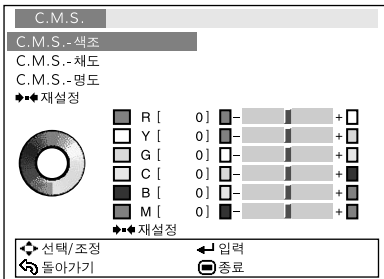 C.M.S.
C.M.S.-색조
C.M.S.-채도
C.M.S.-명도
재설정
R [ 0] - +
Y [ 0] - +
G [ 0] - +
C [ 0] - +
B [ 0] - +
M [ 0] - +
재설정
선택/조정 입력
돌아가기 종료